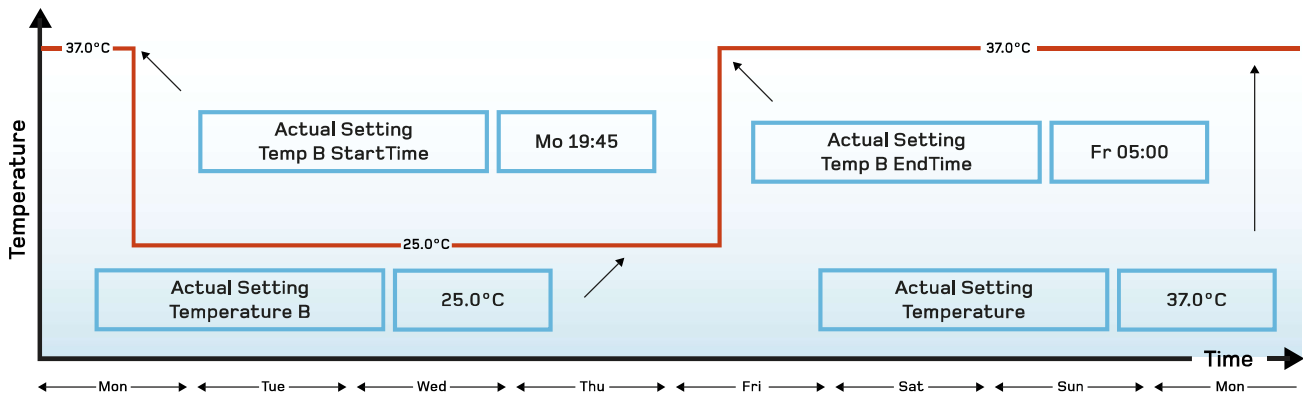 37.0°C
37.0°C
Actual Setting
Temp B StartTime
Mo 19:45
Actual Setting
Temp B EndTime
Fr 05:00
Temperature
25.0°C
Actual Setting
Temperature B
25.0°C
Actual Setting
Temperature
37.0°C
Time
Mon Tue Wed Thu Fri Sat Sun Mon